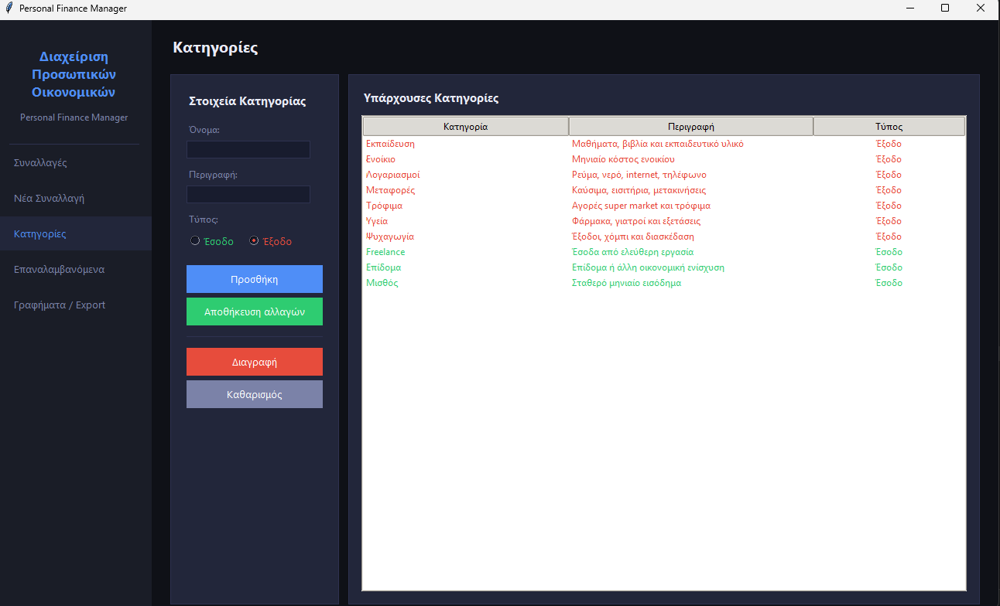 Personal Finance Manager
Διαχείριση
Προσωπικών
Οικονομικών
Personal Finance Manager
Συναλλαγές
Νέα Συναλλαγή
Κατηγορίες
Επαναλαμβανόμενα
Γραφήματα / Export
Κατηγορίες
Στοιχεία Κατηγορίας
Όνομα:
Περιγραφή:
Τύπος:
Έσοδο Έξοδο
Προσθήκη
Αποθήκευση αλλαγών
Διαγραφή
Καθαρισμός
Υπάρχουσες Κατηγορίες
Κατηγορία Περιγραφή Τύπος
Εκπαίδευση Μαθήματα, βιβλία και εκπαιδευτικό υλικό Έξοδο
Ενοίκιο Μηνιαίο κόστος ενοικίου Έξοδο
Λογαριασμοί Ρεύμα, νερό, internet, τηλέφωνο Έξοδο
Μεταφορές Καύσιμα, εισιτήρια, μετακινήσεις Έξοδο
Τρόφιμα Αγορές super market και τρόφιμα Έξοδο
Υγεία Φάρμακα, γιατροί και εξετάσεις Έξοδο
Ψυχαγωγία Έξοδοι, χόμπι και διασκέδαση Έξοδο
Freelance Έσοδα από ελεύθερη εργασία Έσοδο
Επίδομα Επίδομα ή άλλη οικονομική ενίσχυση Έσοδο
Μισθός Σταθερό μηνιαίο εισόδημα Έσοδο